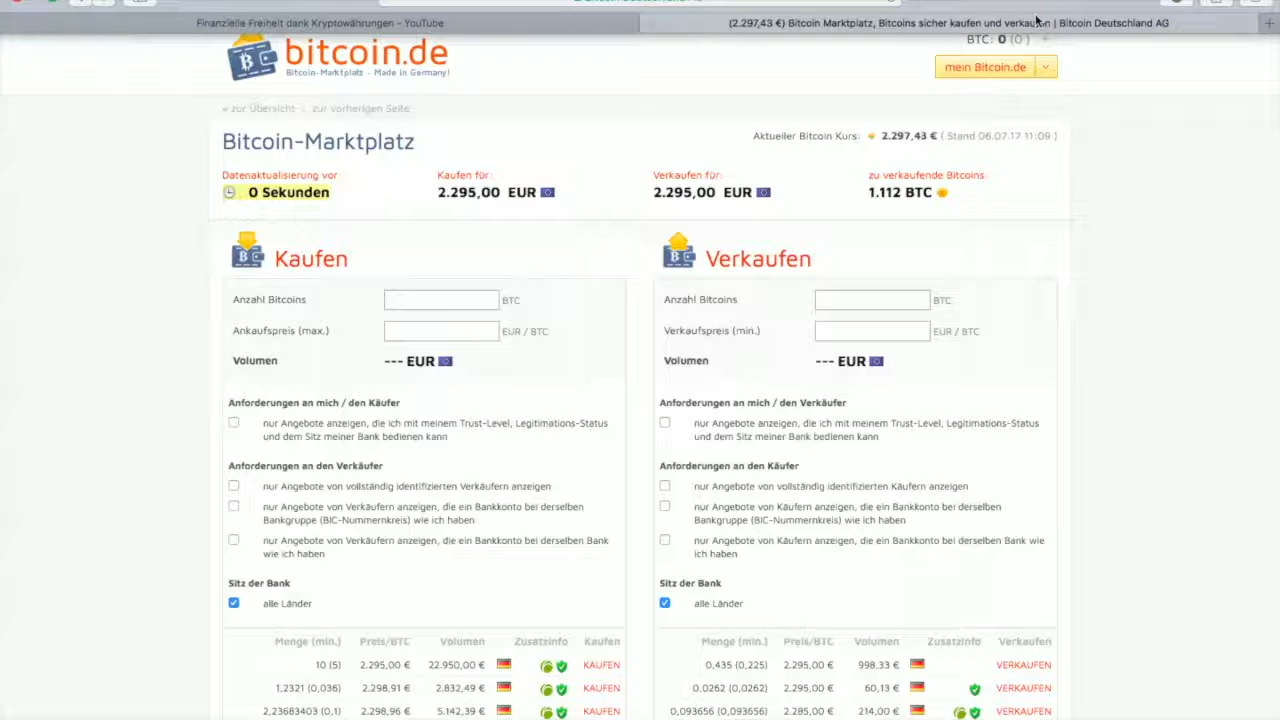 Finanzielle Freiheit dank Kryptowährungen - YouTube
(2.297,43 €) Bitcoin Marktplatz, Bitcoins sicher kaufen und verkaufen | Bitcoin Deutschland AG
bitcoin.de
Bitcoin-Marktplatz - Made in Germany!
BTC: 0 (0 )
mein Bitcoin.de
« zur Übersicht : zur vorherigen Seite
Bitcoin-Marktplatz
Aktueller Bitcoin Kurs: 2.297,43 € ( Stand 06.07.17 11:09 )
Datenaktualisierung vor
0 Sekunden
Kaufen für:
2.295,00 EUR
Verkaufen für:
2.295,00 EUR
zu verkaufende Bitcoins:
1.112 BTC
Kaufen
Anzahl Bitcoins BTC
Ankaufspreis (max.) EUR / BTC
Volumen --- EUR
Anforderungen an mich / den Käufer
nur Angebote anzeigen, die ich mit meinem Trust-Level, Legitimations-Status
und dem Sitz meiner Bank bedienen kann
Anforderungen an den Verkäufer
nur Angebote von vollständig identifizierten Verkäufern anzeigen
nur Angebote von Verkäufern anzeigen, die ein Bankkonto bei derselben
Bankgruppe (BIC-Nummernkreis) wie ich haben
nur Angebote von Verkäufern anzeigen, die ein Bankkonto bei derselben Bank
wie ich haben
Sitz der Bank
alle Länder
Menge (min.) Preis/BTC Volumen Zusatzinfo Kaufen
10 (5) 2.295,00 € 22.950,00 € KAUFEN
1,2321 (0,036) 2.298,91 € 2.832,49 € KAUFEN
2,23683403 (0,1) 2.298,96 € 5.142,39 € KAUFEN
Verkaufen
Anzahl Bitcoins BTC
Verkaufspreis (min.) EUR / BTC
Volumen --- EUR
Anforderungen an mich / den Verkäufer
nur Angebote anzeigen, die ich mit meinem Trust-Level, Legitimations-Status
und dem Sitz meiner Bank bedienen kann
Anforderungen an den Käufer
nur Angebote von vollständig identifizierten Käufern anzeigen
nur Angebote von Käufern anzeigen, die ein Bankkonto bei derselben
Bankgruppe (BIC-Nummernkreis) wie ich haben
nur Angebote von Käufern anzeigen, die ein Bankkonto bei derselben Bank wie
ich haben
Sitz der Bank
alle Länder
Menge (min.) Preis/BTC Volumen Zusatzinfo Verkaufen
0,435 (0,225) 2.295,00 € 998,33 € VERKAUFEN
0,0262 (0,0262) 2.295,00 € 60,13 € VERKAUFEN
0,093656 (0,093656) 2.285,00 € 214,00 € VERKAUFEN